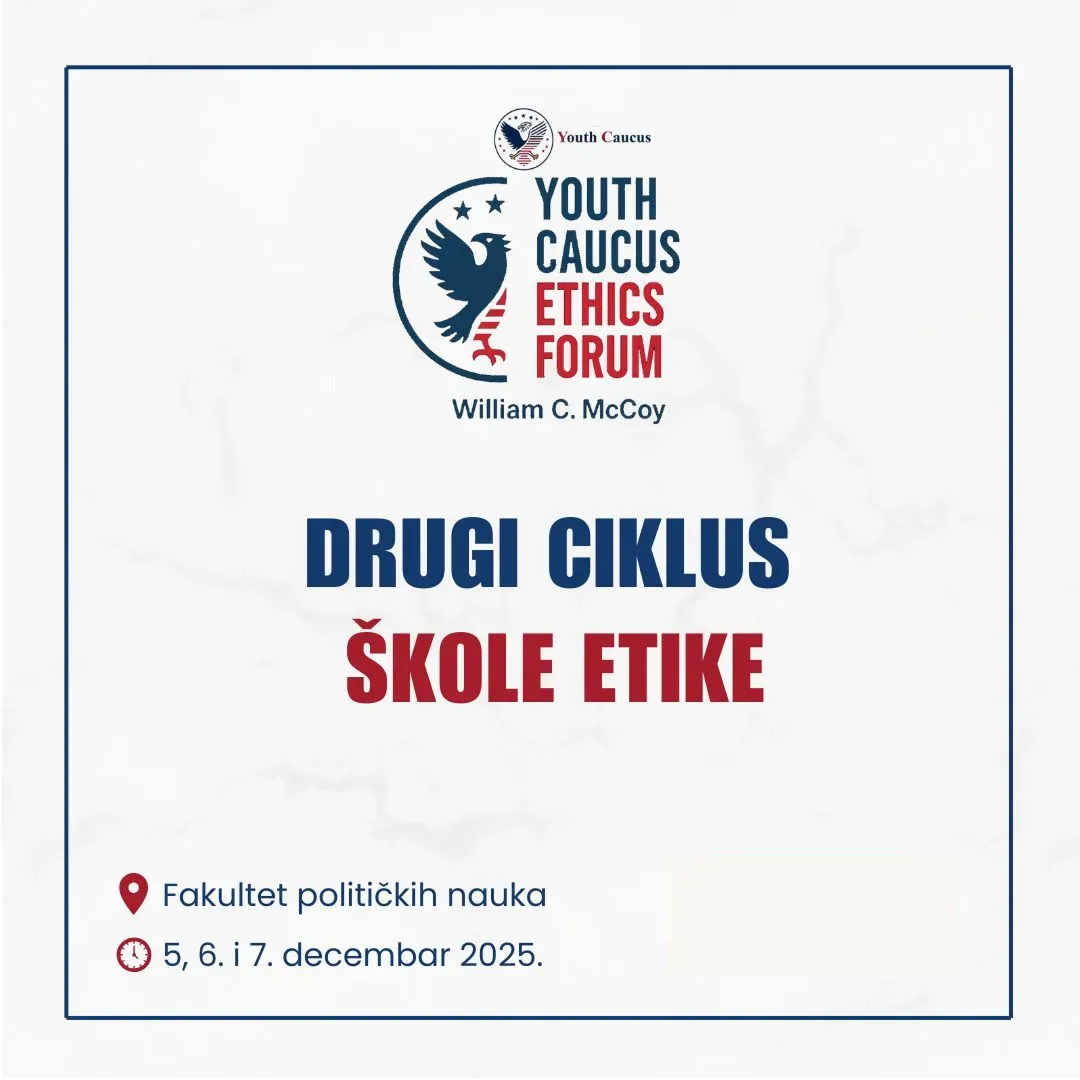 Youth Caucus
YOUTH
CAUCUS
ETHICS
FORUM
William C. McCoy
DRUGI CIKLUS
ŠKOLE ETIKE
Fakultet političkih nauka
5, 6. i 7. decembar 2025.